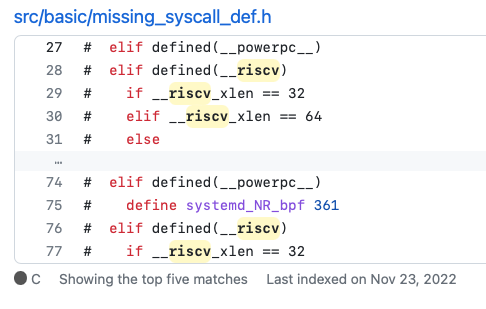 src/basic/missing_syscall_def.h
27 # elif defined(__powerpc__)
28 # elif defined(__riscv)
29 # if __riscv_xlen == 32
30 # elif __riscv_xlen == 64
31 # else
…
74 # elif defined(__powerpc__)
75 # define systemd_NR_bpf 361
76 # elif defined(__riscv)
77 # if __riscv_xlen == 32
C Showing the top five matches Last indexed on Nov 23, 2022